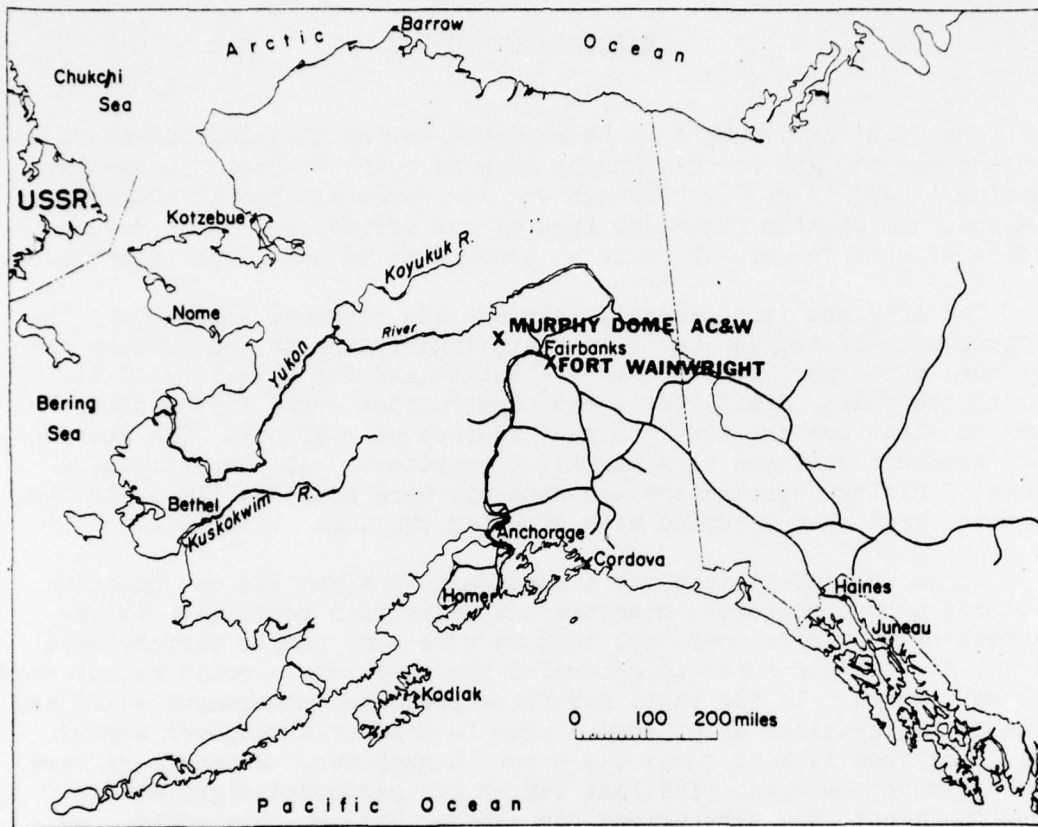 Barrow
Arctic Ocean
Chukchi
Sea
USSR
Kotzebue
Koyukuk R.
Nome
River
MURPHY DOME AC&W
Fairbanks
FORT WAINWRIGHT
Yukon
Bering
Sea
Bethel
Kuskokwim R.
Anchorage
Cordova
Homer
Haines
Juneau
Kodiak
0 100 200 miles
Pacific Ocean